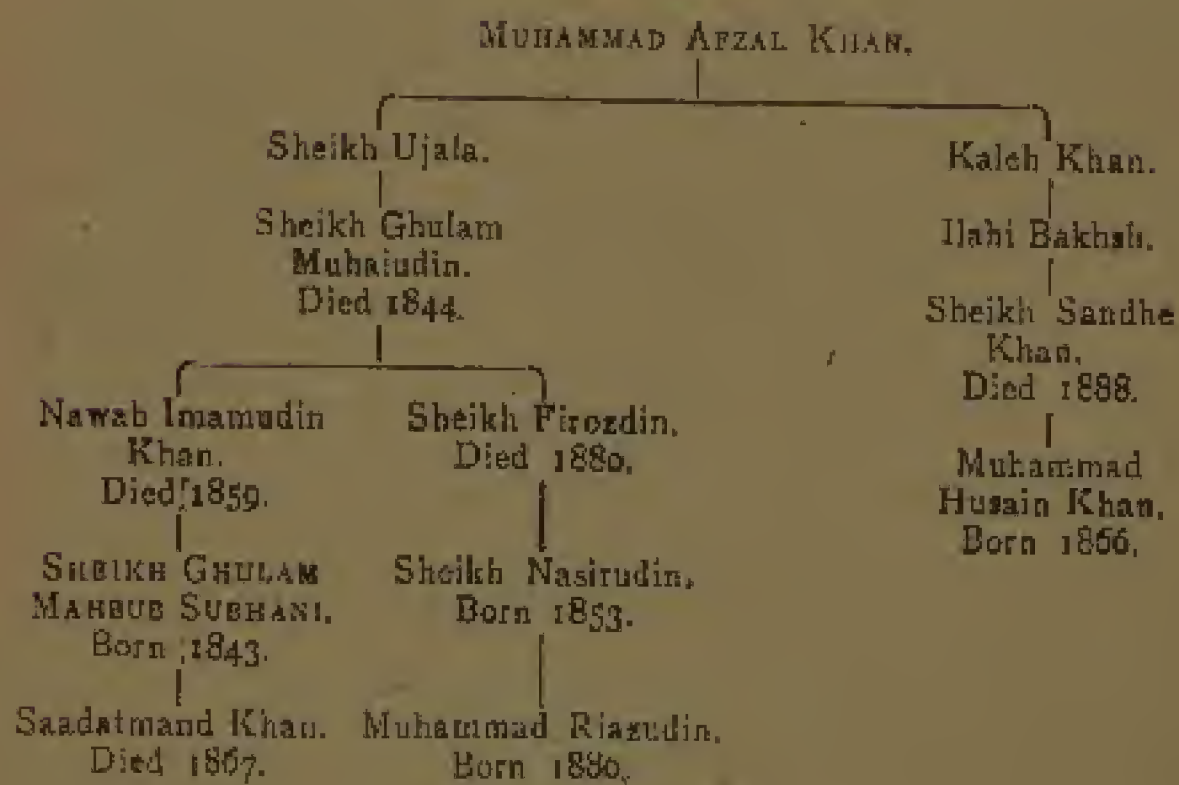 MUHAMMAD AFZAL KHAN.
Sheikh Ujala.
Kaleh Khan.
Sheikh Ghulam
Muhaiudin.
Died 1844.
Ilahi Bakhsh.
Sheikh Sandhe
Khan.
Died 1888.
Nawab Imamudin
Khan.
Died 1859.
Sheikh Firozdin.
Died 1880.
Muhammad
Husain Khan.
Born 1866.
SHEIKH GHULAM
MAHBUB SUBHANI.
Born 1843.
Sheikh Nasirudin.
Born 1853.
Saadatmand Khan.
Died 1867.
Muhammad Riazudin.
Born 1880.